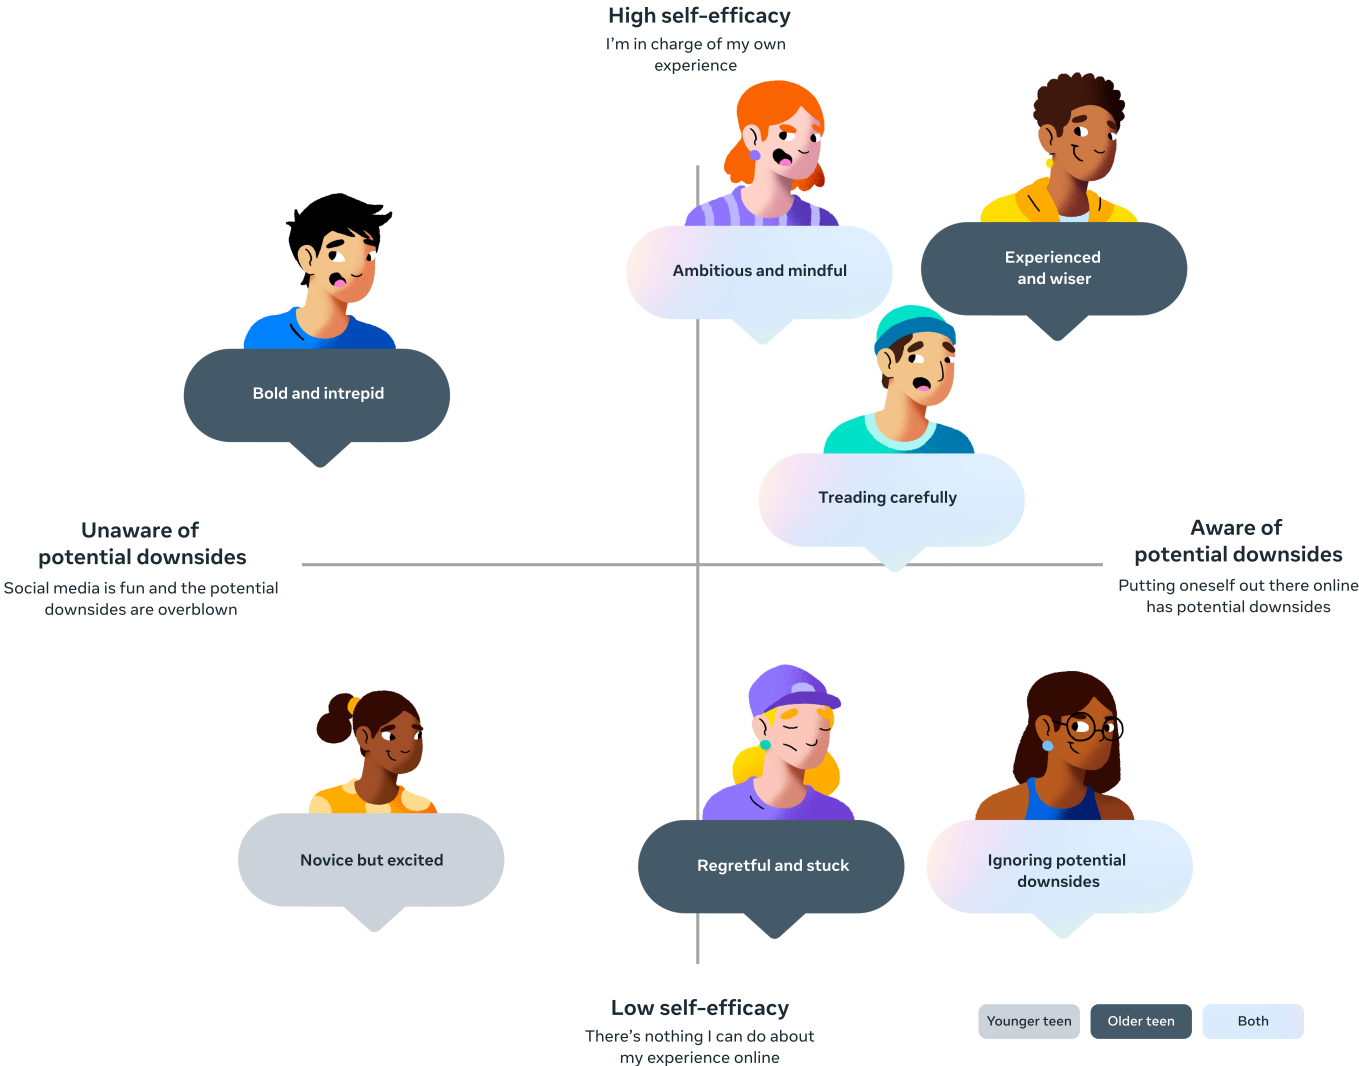 High self-efficacy
I’m in charge of my own
experience
Ambitious and mindful
Experienced
and wiser
Bold and intrepid
Treading carefully
Unaware of
potential downsides
Social media is fun and the potential
downsides are overblown
Aware of
potential downsides
Putting oneself out there online
has potential downsides
Novice but excited
Regretful and stuck
Ignoring potential
downsides
Low self-efficacy
There’s nothing I can do about
my experience online
Younger teen
Older teen
Both